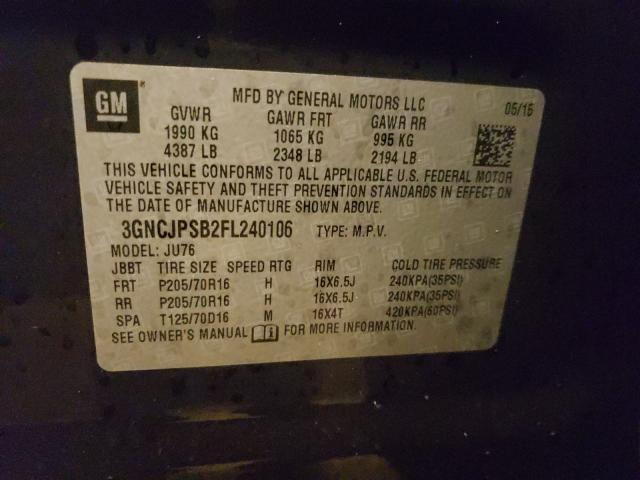 GM
MFD BY GENERAL MOTORS LLC 05/15
GVWR GAWR FRT GAWR RR
1990 KG 1065 KG 995 KG
4387 LB 2348 LB 2194 LB
THIS VEHICLE CONFORMS TO ALL APPLICABLE U.S. FEDERAL MOTOR
VEHICLE SAFETY AND THEFT PREVENTION STANDARDS IN EFFECT ON
THE DATE OF MANUFACTURE SHOWN ABOVE.
3GNCJPSB2FL240106 TYPE: M.P.V.
MODEL: JU76
JBBT TIRE SIZE SPEED RTG RIM COLD TIRE PRESSURE
FRT P205/70R16 H 16X6.5J 240KPA(35PSI)
RR P205/70R16 H 16X6.5J 240KPA(35PSI)
SPA T125/70D16 M 16X4T 420KPA(60PSI)
SEE OWNER'S MANUAL FOR MORE INFORMATION.